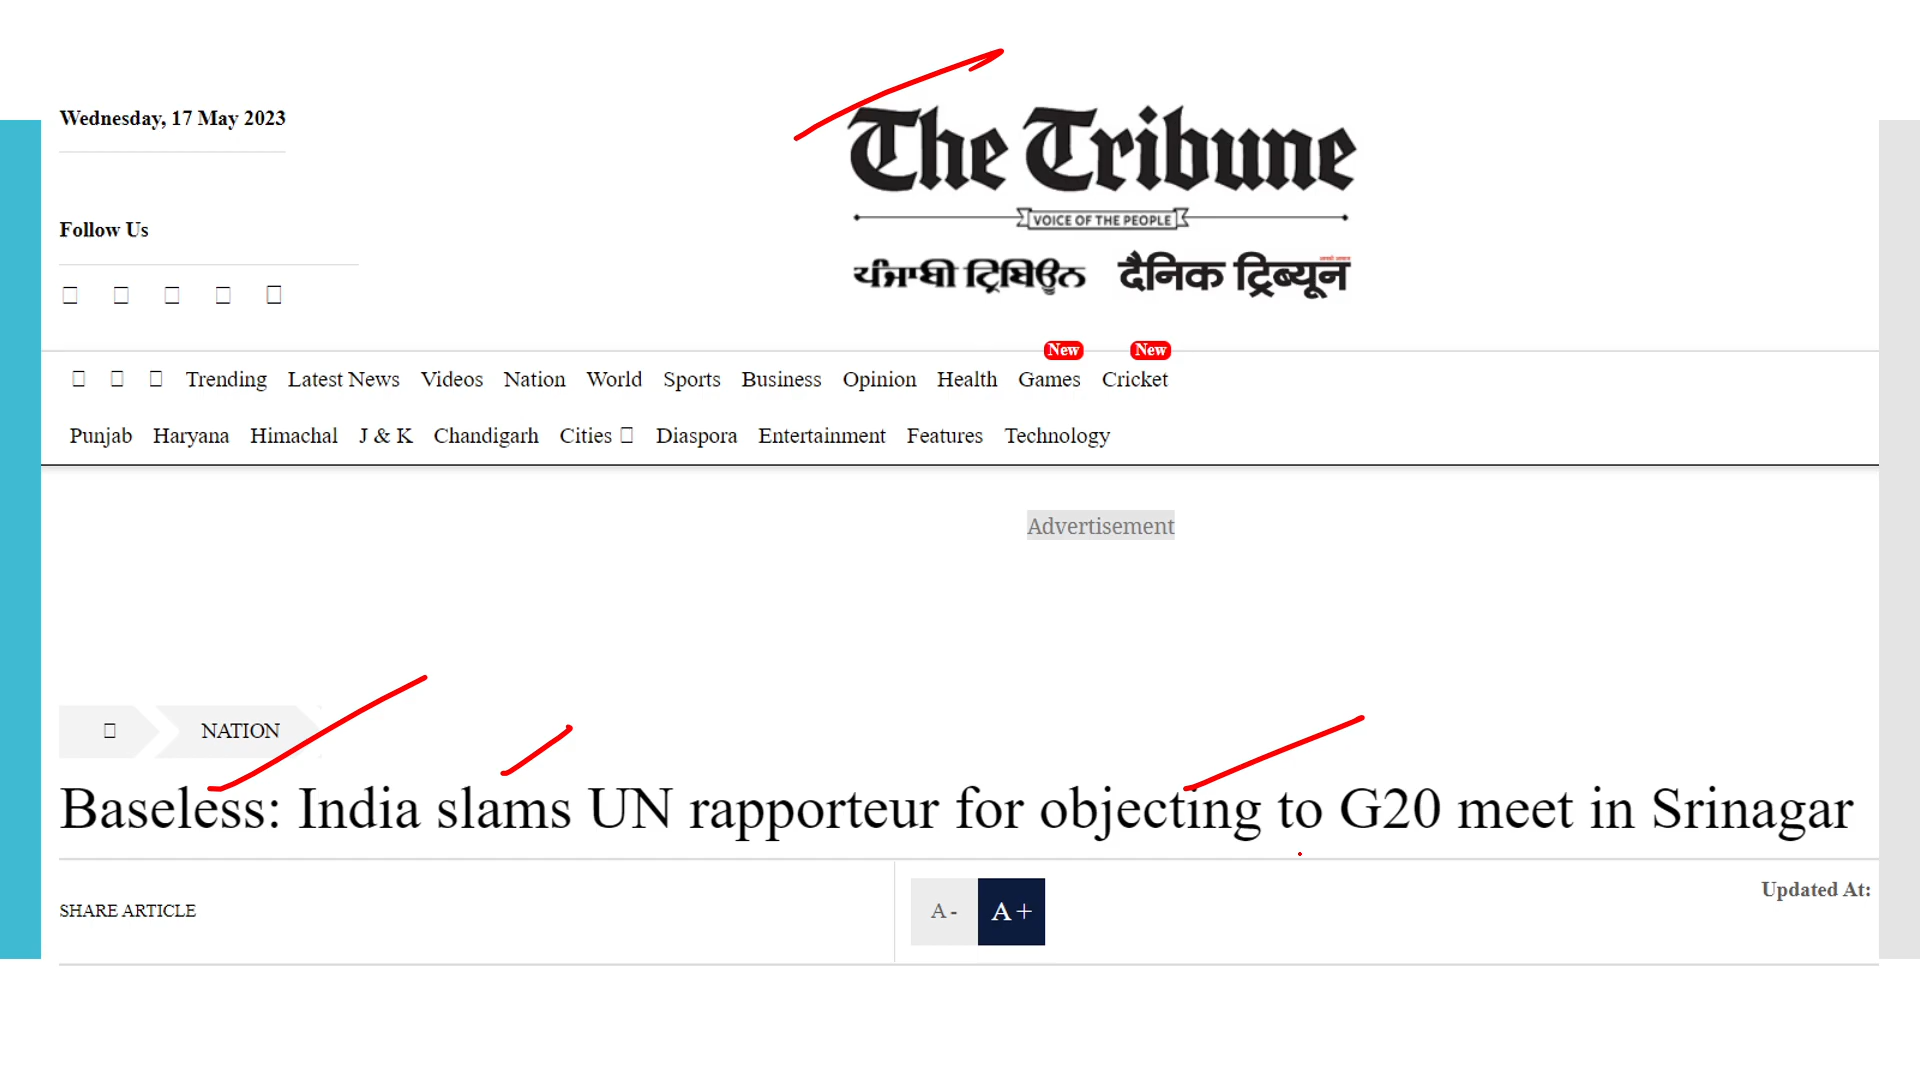 Wednesday, 17 May 2023
The Tribune
VOICE OF THE PEOPLE
ਪੰਜਾਬੀ ਟ੍ਰਿਬਿਊਨ दैनिक ट्रिब्यून
Follow Us
New New
Trending Latest News Videos Nation World Sports Business Opinion Health Games Cricket
Punjab Haryana Himachal J & K Chandigarh Cities Diaspora Entertainment Features Technology
Advertisement
NATION
Baseless: India slams UN rapporteur for objecting to G20 meet in Srinagar
SHARE ARTICLE
A - A +
Updated At: